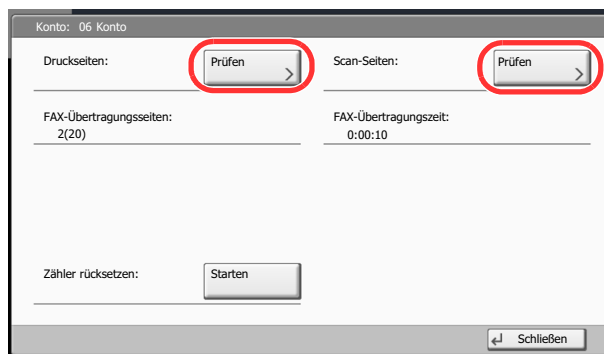 Konto: 06 Konto
Druckseiten: Prüfen Scan-Seiten: Prüfen
FAX-Übertragungsseiten: FAX-Übertragungszeit:
2(20) 0:00:10
Zähler rücksetzen: Starten
Schließen